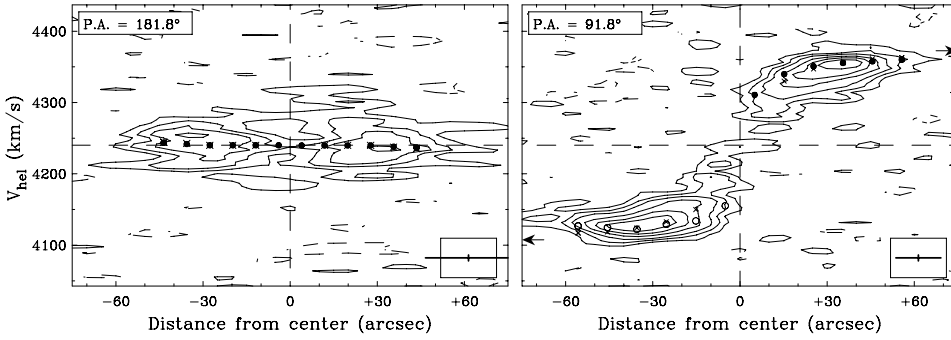 P.A. = 181.8°
P.A. = 91.8°
4400
4300
4200
4100
V_hel (km/s)
−60
−30
0
+30
+60
−60
−30
0
+30
+60
Distance from center (arcsec)
Distance from center (arcsec)